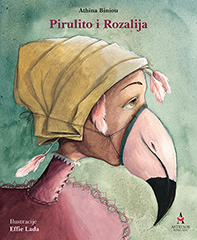 Athina Biniou
Pirulito i Rozalija
Ilustracije
Effie Lada